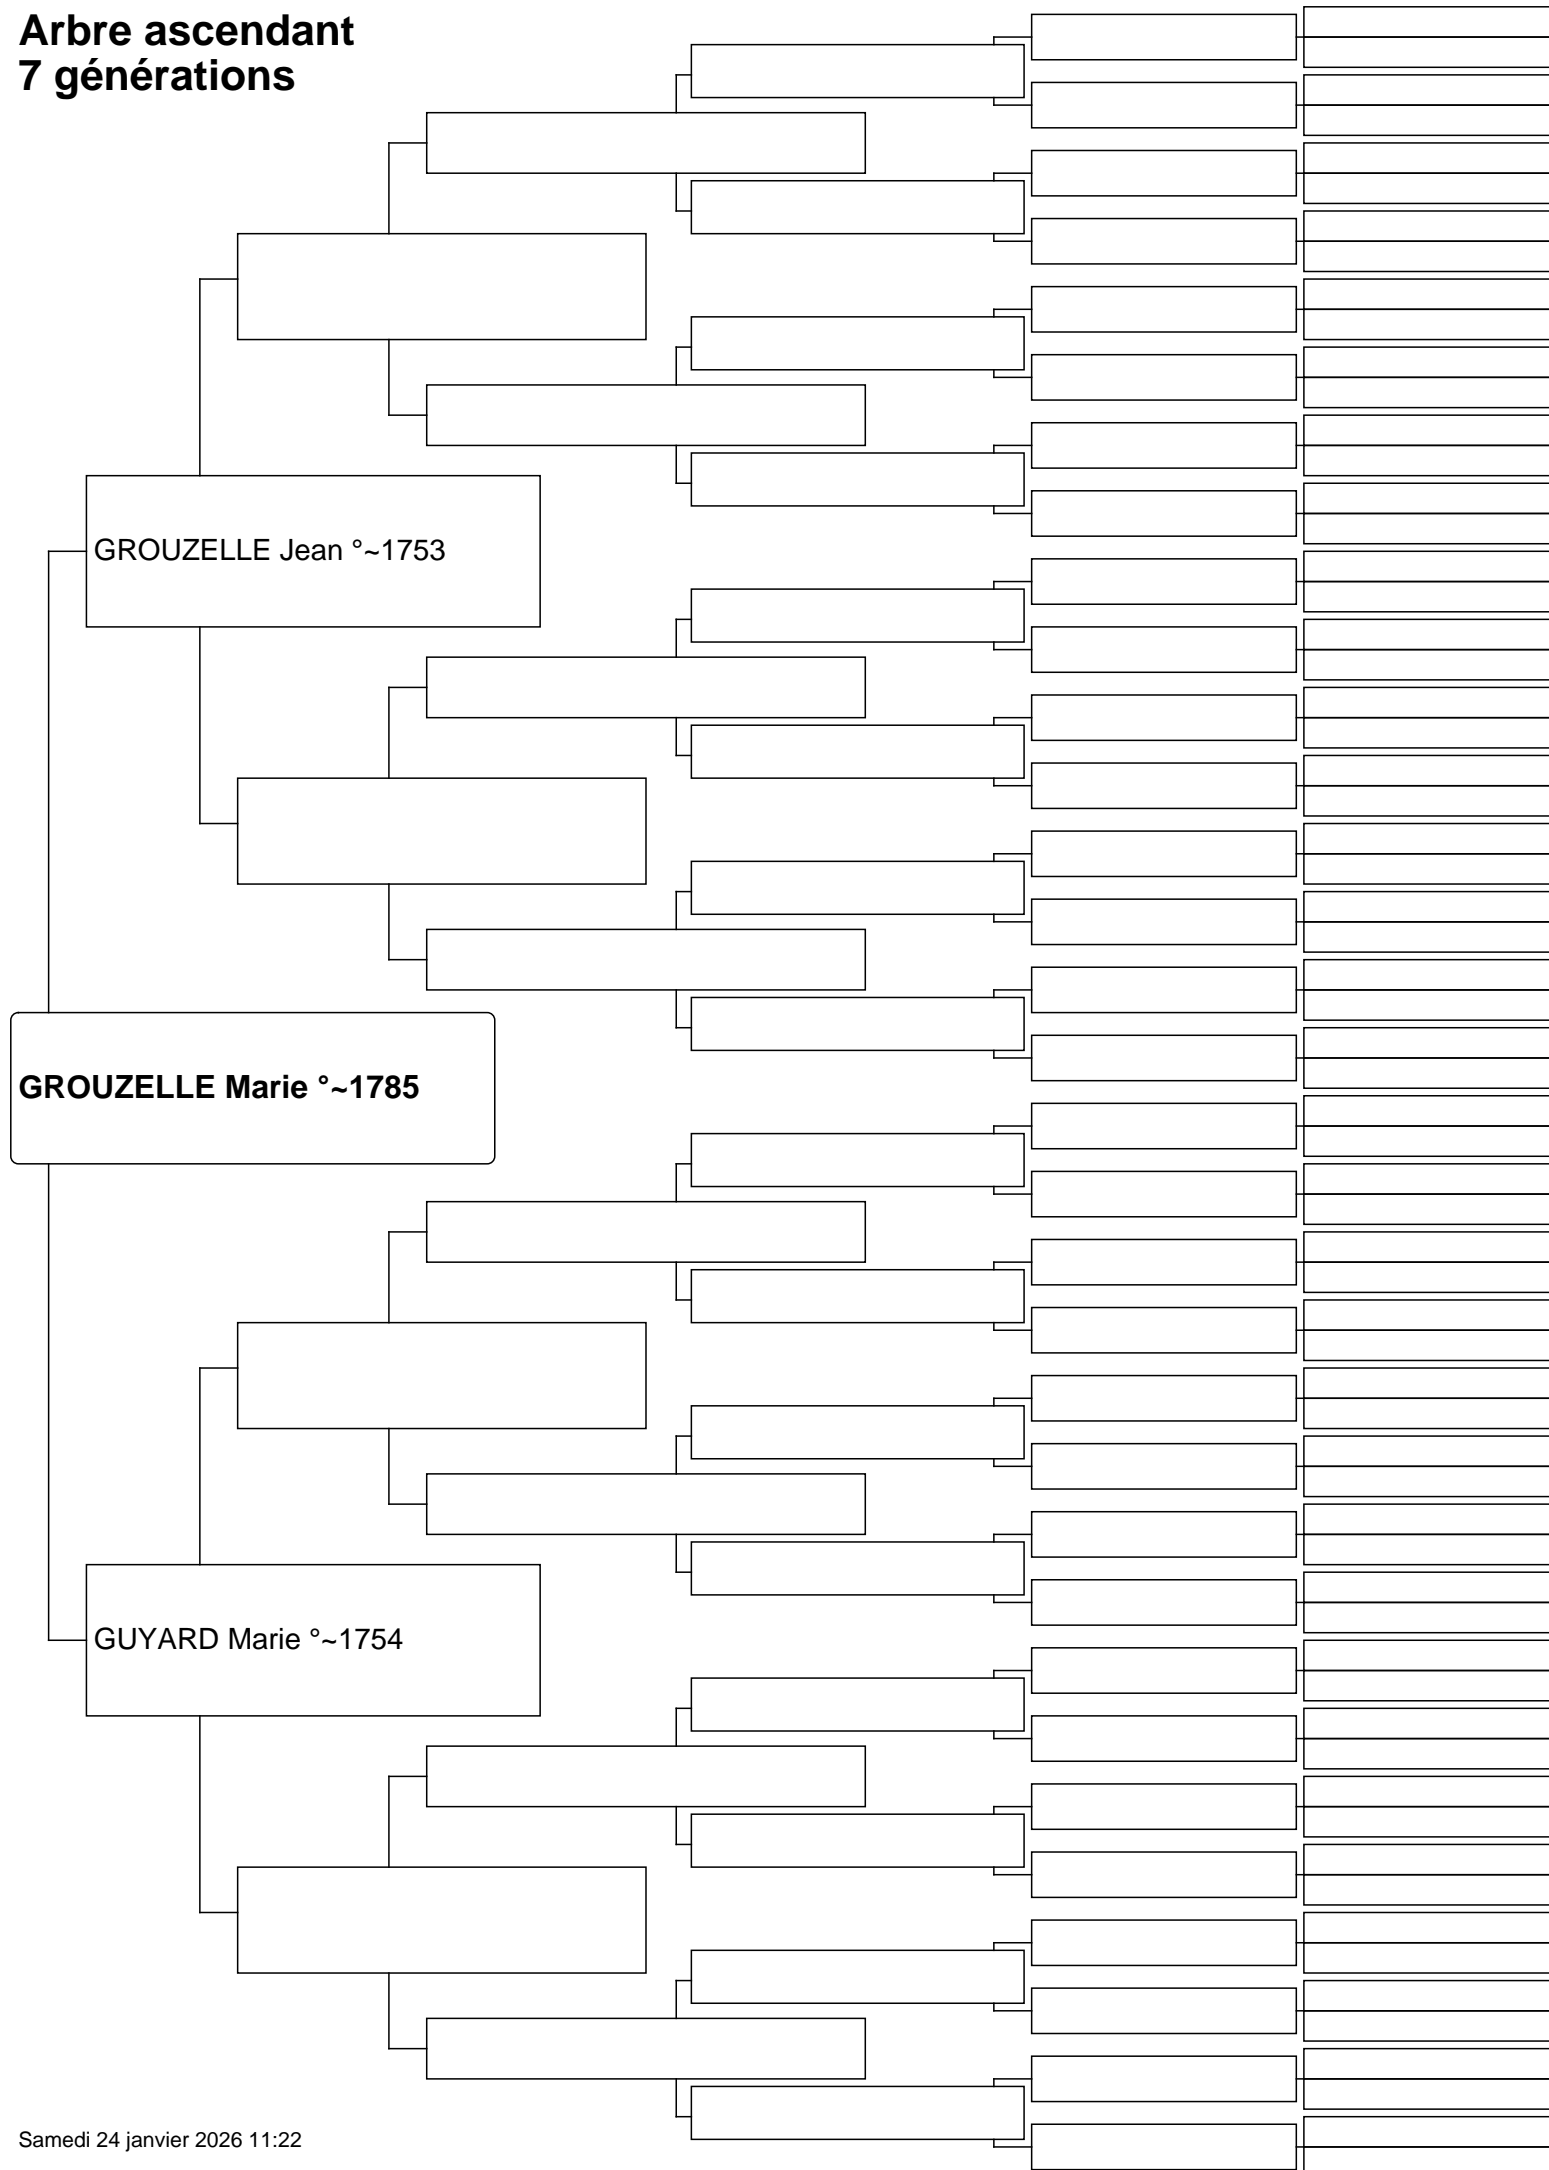 Arbre ascendant
7 générations
GROUZELLE Jean °~1753
GROUZELLE Marie °~1785
GUYARD Marie °~1754
Samedi 24 janvier 2026 11:22